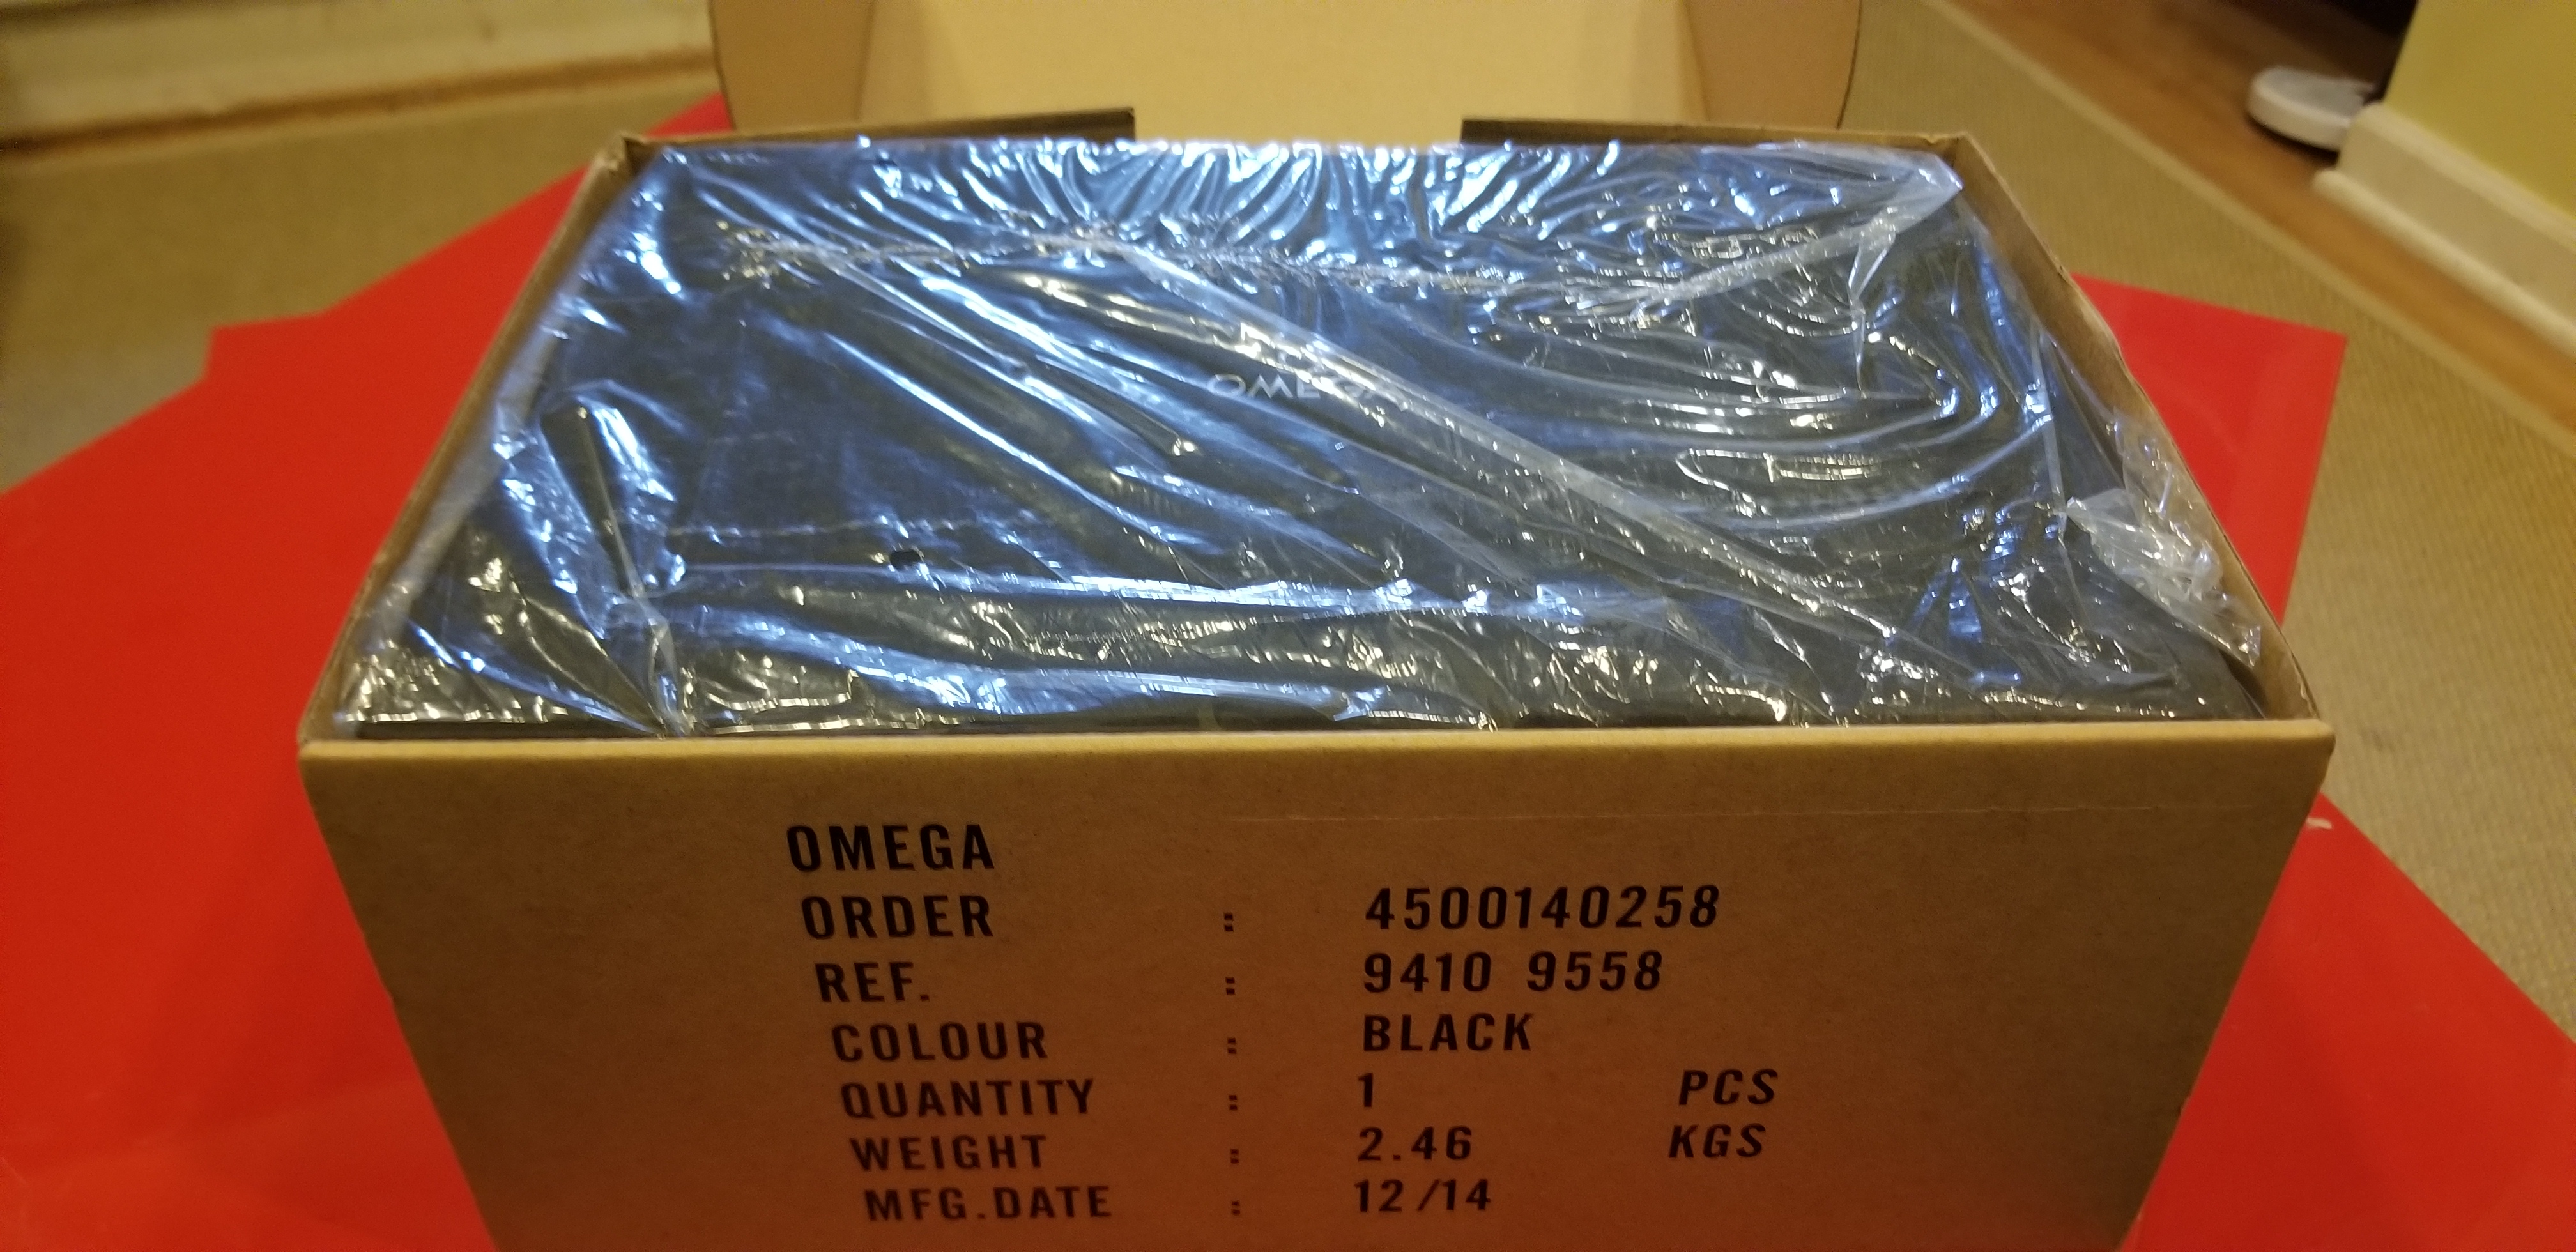 OMEGA
OMEGA
ORDER : 4500140258
REF. : 9410 9558
COLOUR : BLACK
QUANTITY : 1 PCS
WEIGHT : 2.46 KGS
MFG.DATE : 12/14